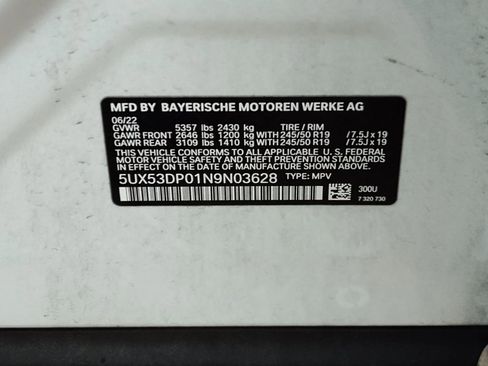 MFD BY BAYERISCHE MOTOREN WERKE AG
06/22
GVWR 5357 lbs 2430 kg TIRE / RIM
GAWR FRONT 2646 lbs 1200 kg WITH 245/50 R19 / 7.5J x 19
GAWR REAR 3109 lbs 1410 kg WITH 245/50 R19 / 7.5J x 19
THIS VEHICLE CONFORMS TO ALL APPLICABLE U.S. FEDERAL
MOTOR VEHICLE SAFETY STANDARDS IN EFFECT ON THE
DATE OF MANUFACTURE SHOWN ABOVE.
5UX53DP01N9N03628 TYPE: MPV
300U
7 320 730